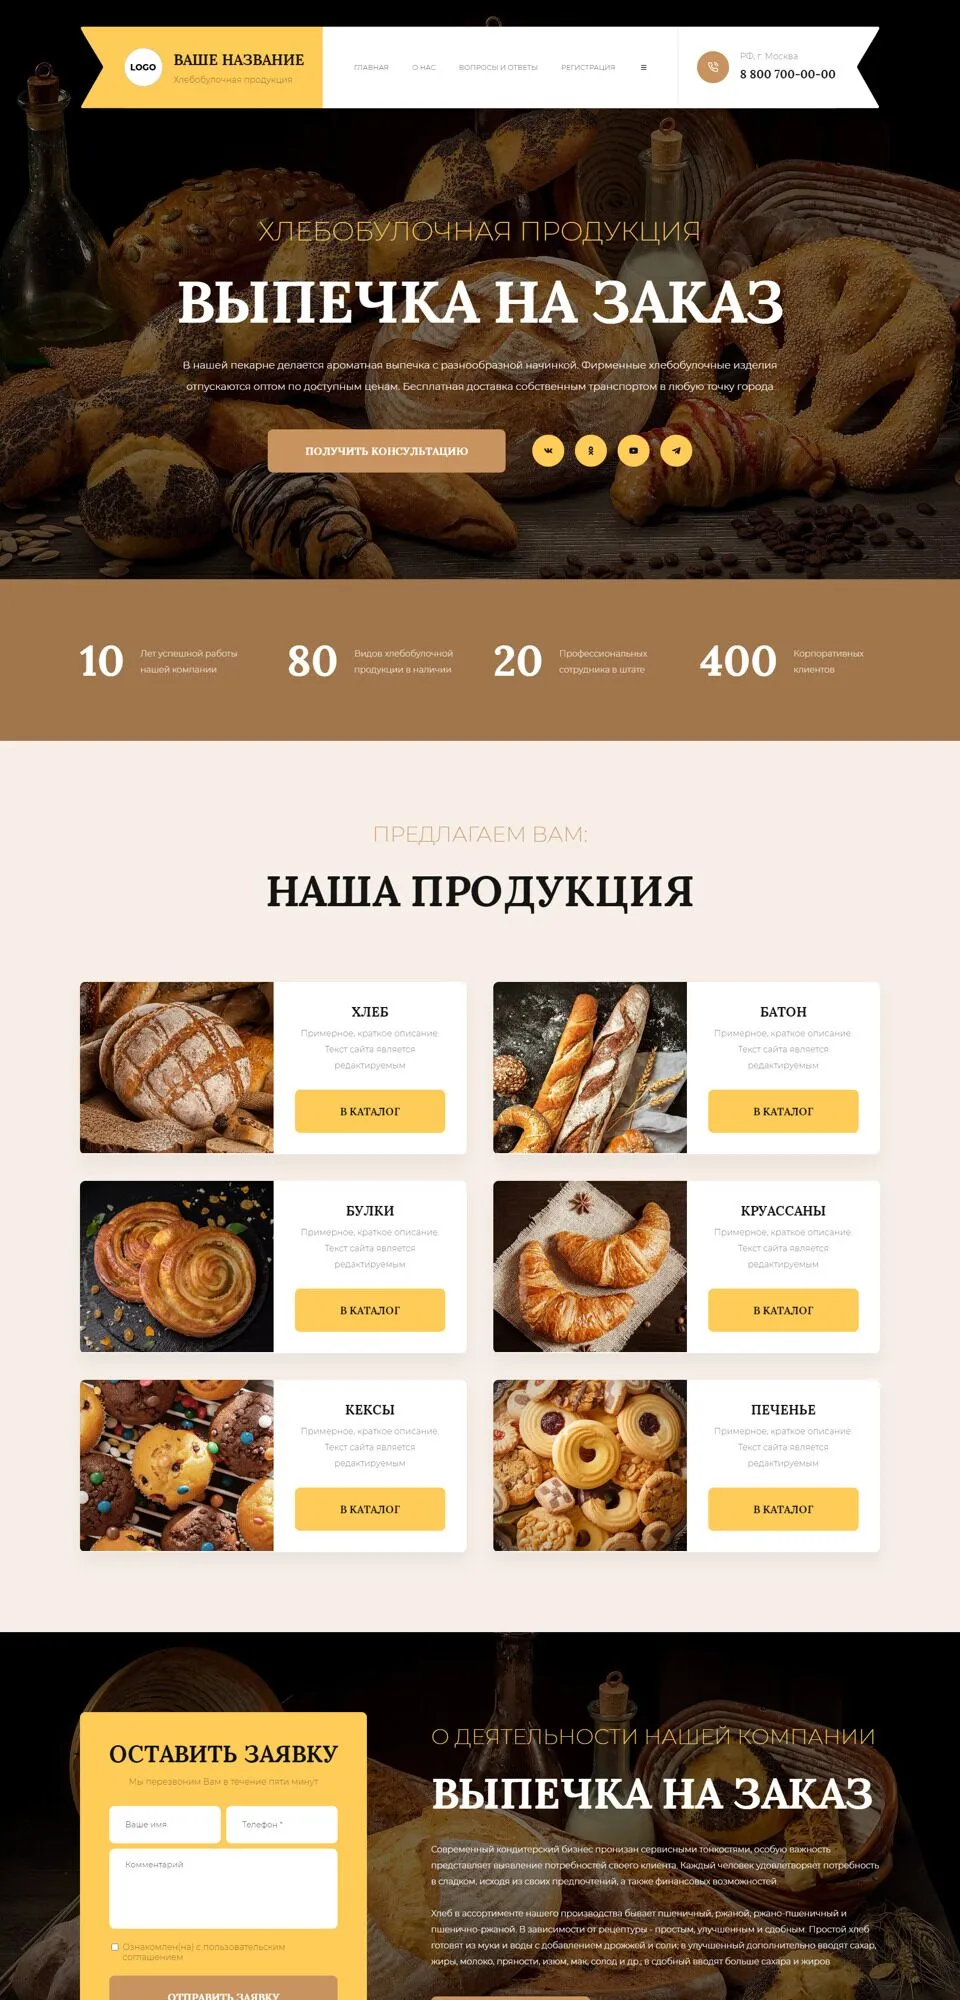 LOGO
ВАШЕ НАЗВАНИЕ
Хлебобулочная продукция
ГЛАВНАЯ
О НАС
ВОПРОСЫ И ОТВЕТЫ
РЕГИСТРАЦИЯ
РФ, г. Москва
8 800 700-00-00
ХЛЕБОБУЛОЧНАЯ ПРОДУКЦИЯ
ВЫПЕЧКА НА ЗАКАЗ
В нашей пекарне делается ароматная выпечка с разнообразной начинкой. Фирменные хлебобулочные изделия
отпускаются оптом по доступным ценам. Бесплатная доставка собственным транспортом в любую точку города
ПОЛУЧИТЬ КОНСУЛЬТАЦИЮ
10
Лет успешной работы
нашей компании
80
Видов хлебобулочной
продукции в наличии
20
Профессиональных
сотрудника в штате
400
Корпоративных
клиентов
ПРЕДЛАГАЕМ ВАМ:
НАША ПРОДУКЦИЯ
ХЛЕБ
Примерное, краткое описание.
Текст сайта является
редактируемым
В КАТАЛОГ
БАТОН
Примерное, краткое описание.
Текст сайта является
редактируемым
В КАТАЛОГ
БУЛКИ
Примерное, краткое описание.
Текст сайта является
редактируемым
В КАТАЛОГ
КРУАССАНЫ
Примерное, краткое описание.
Текст сайта является
редактируемым
В КАТАЛОГ
КЕКСЫ
Примерное, краткое описание.
Текст сайта является
редактируемым
В КАТАЛОГ
ПЕЧЕНЬЕ
Примерное, краткое описание.
Текст сайта является
редактируемым
В КАТАЛОГ
ОСТАВИТЬ ЗАЯВКУ
Мы перезвоним Вам в течение пяти минут
Ваше имя
Телефон *
Комментарий
Ознакомлен(на) с пользовательским
соглашением
ОТПРАВИТЬ ЗАЯВКУ
О ДЕЯТЕЛЬНОСТИ НАШЕЙ КОМПАНИИ
ВЫПЕЧКА НА ЗАКАЗ
Современный кондитерский бизнес пронизан сервисными тонкостями, особую важность
представляет выявление потребностей своего клиента. Каждый человек удовлетворяет потребность
в сладком, исходя из своих предпочтений, а также финансовых возможностей
Хлеб в ассортименте нашего производства бывает пшеничный, ржаной, ржано-пшеничный и
пшенично-ржаной. В зависимости от рецептуры - простым, улучшенным и сдобным. Простой хлеб
готовят из муки и воды с добавлением дрожжей и соли; в улучшенный дополнительно вводят сахар,
жиры, молоко, пряности, изюм, мак, солод и др.; в сдобный вводят больше сахара и жиров